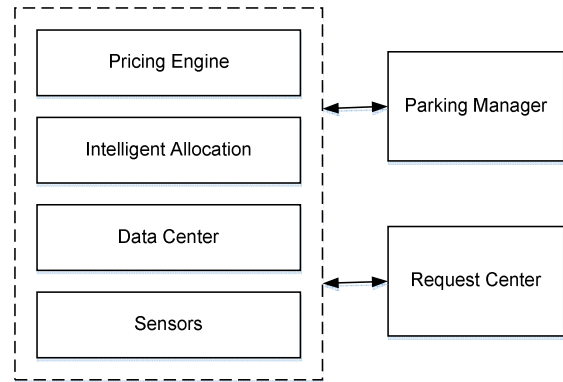 Pricing Engine
Intelligent Allocation
Data Center
Sensors
Parking Manager
Request Center